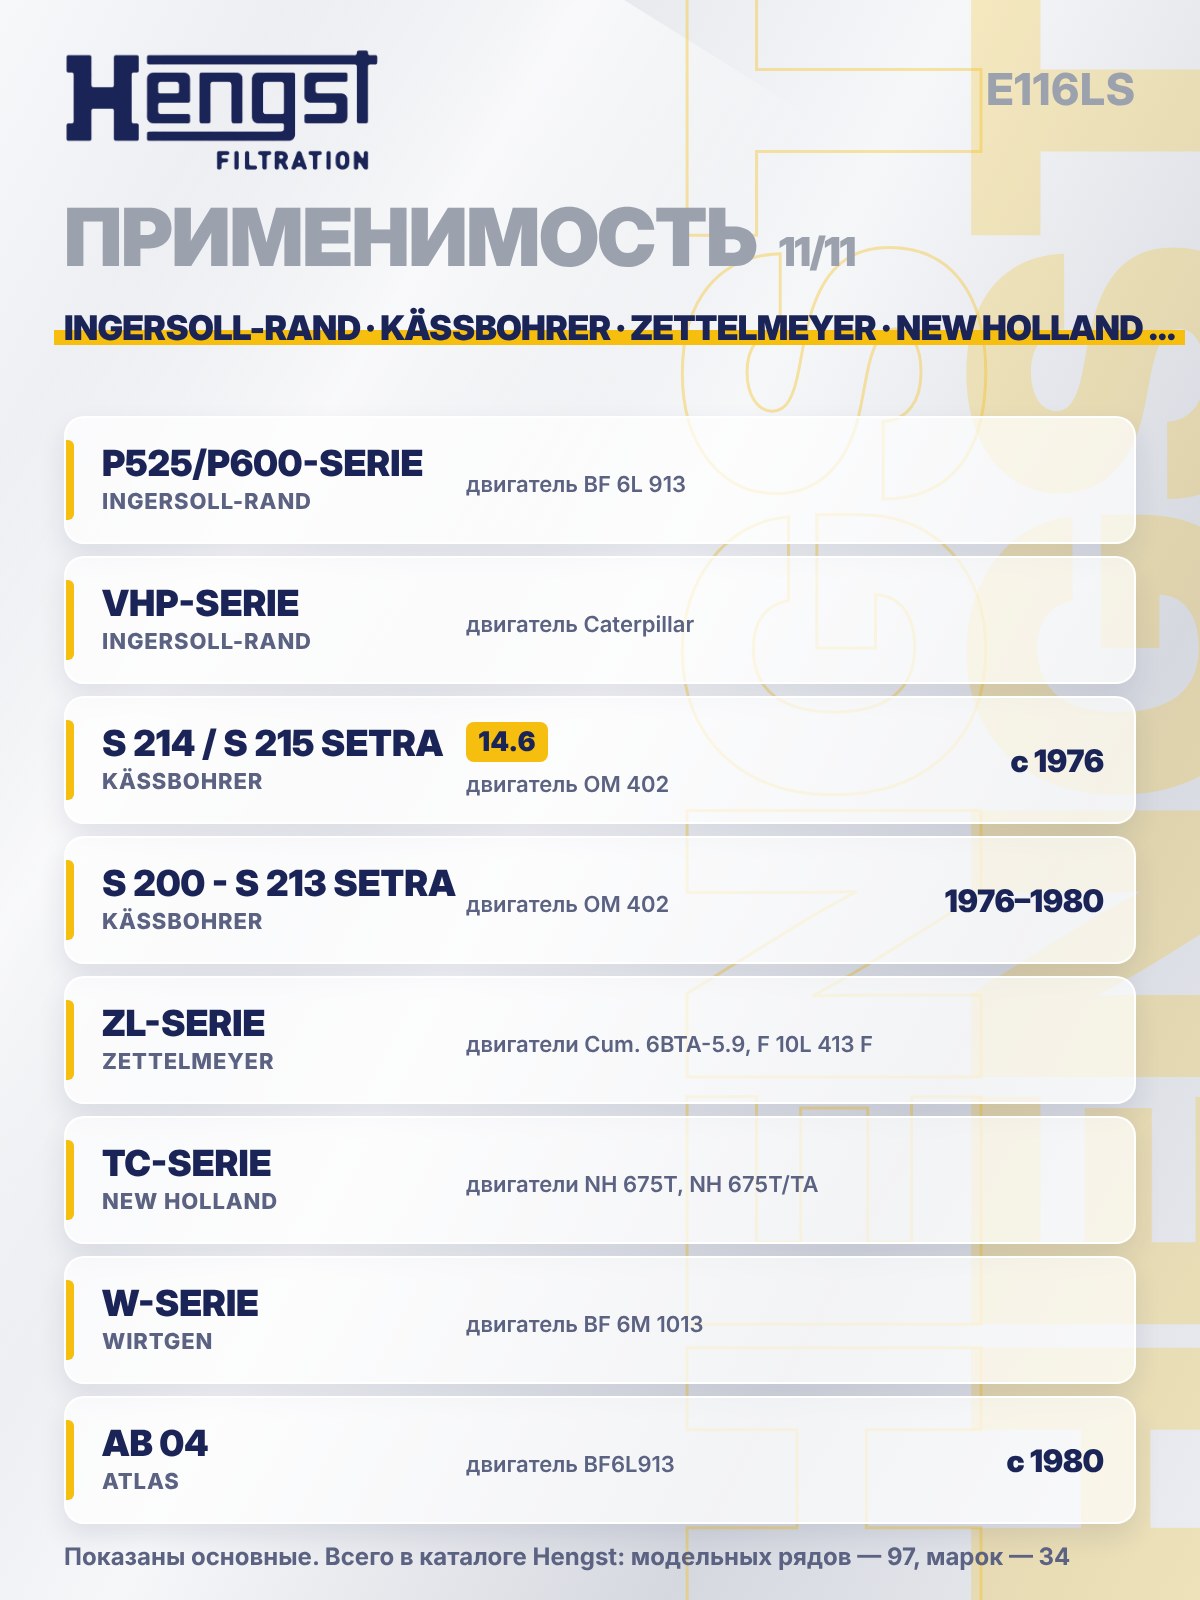 Hengst
FILTRATION
E116LS
ПРИМЕНИМОСТЬ 11/11
INGERSOLL-RAND · KÄSSBOHRER · ZETTELMEYER · NEW HOLLAND ...
P525/P600-SERIE
INGERSOLL-RAND
двигатель BF 6L 913
VHP-SERIE
INGERSOLL-RAND
двигатель Caterpillar
S 214 / S 215 SETRA
KÄSSBOHRER
14.6
двигатель OM 402
с 1976
S 200 - S 213 SETRA
KÄSSBOHRER
двигатель OM 402
1976–1980
ZL-SERIE
ZETTELMEYER
двигатели Cum. 6BTA-5.9, F 10L 413 F
TC-SERIE
NEW HOLLAND
двигатели NH 675T, NH 675T/TA
W-SERIE
WIRTGEN
двигатель BF 6M 1013
AB 04
ATLAS
двигатель BF6L913
с 1980
Показаны основные. Всего в каталоге Hengst: модельных рядов — 97, марок — 34
HENGST